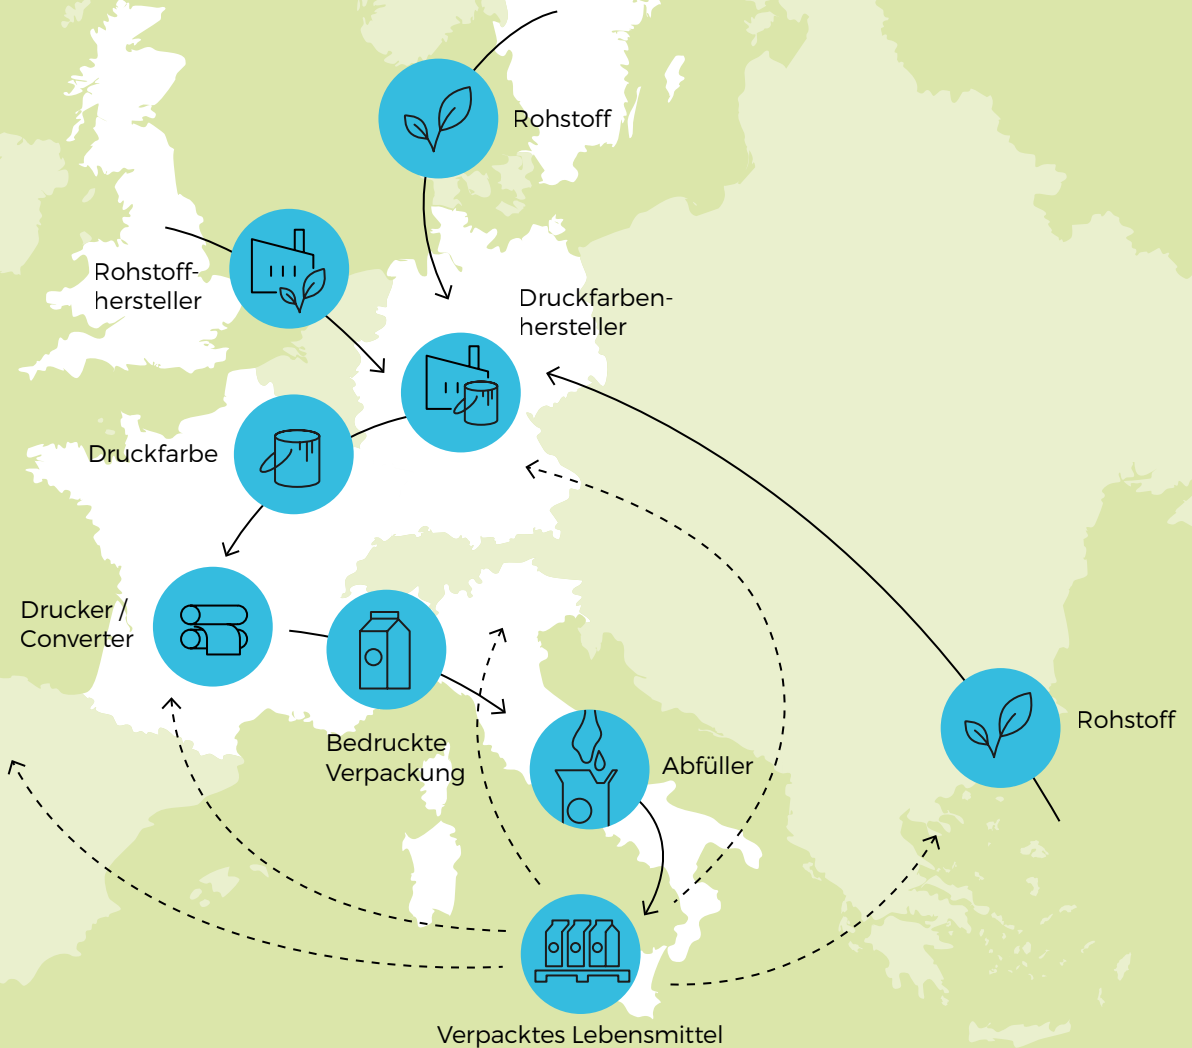 Rohstoff
Rohstoff-
hersteller
Druckfarben-
hersteller
Druckfarbe
Drucker /
Converter
Rohstoff
Bedruckte
Verpackung
Abfüller
Verpacktes Lebensmittel